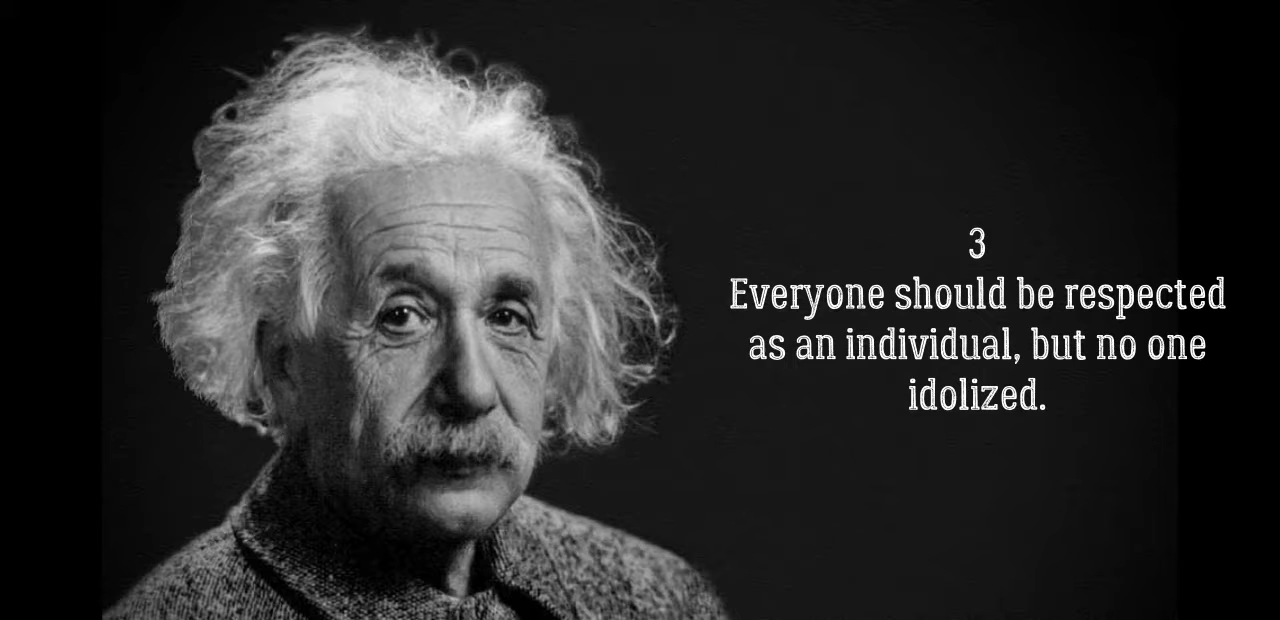 3
Everyone should be respected
as an individual, but no one
idolized.